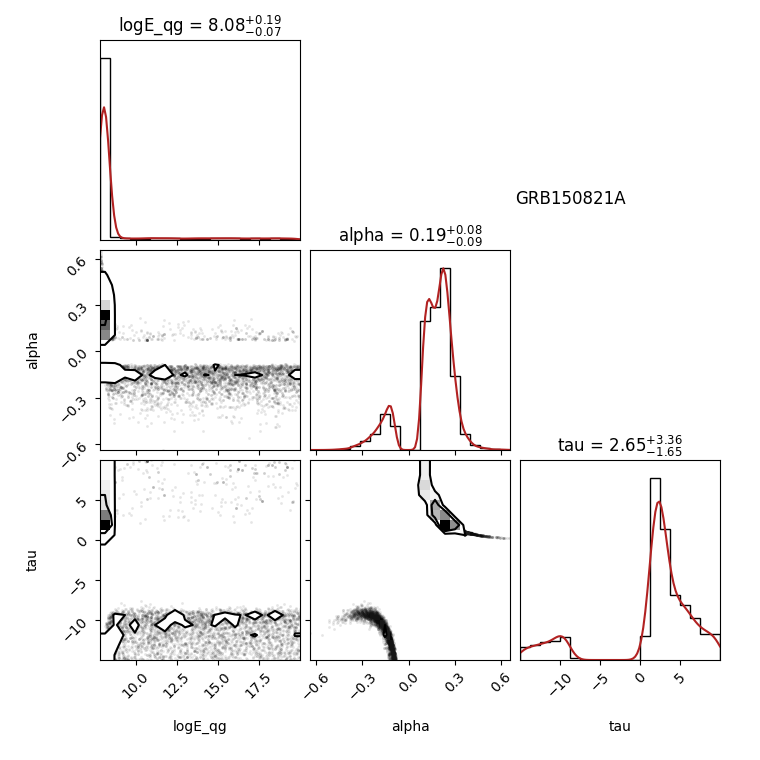 logE_qg = 8.08+0.19−0.07
GRB150821A
alpha = 0.19+0.08−0.09
0.6
0.3
0.0
−0.3
−0.6
alpha
tau = 2.65+3.36−1.65
5
0
−5
−10
tau
10.0 12.5 15.0 17.5
−0.6 −0.3 0.0 0.3 0.6
−10 −5 0 5
logE_qg alpha tau